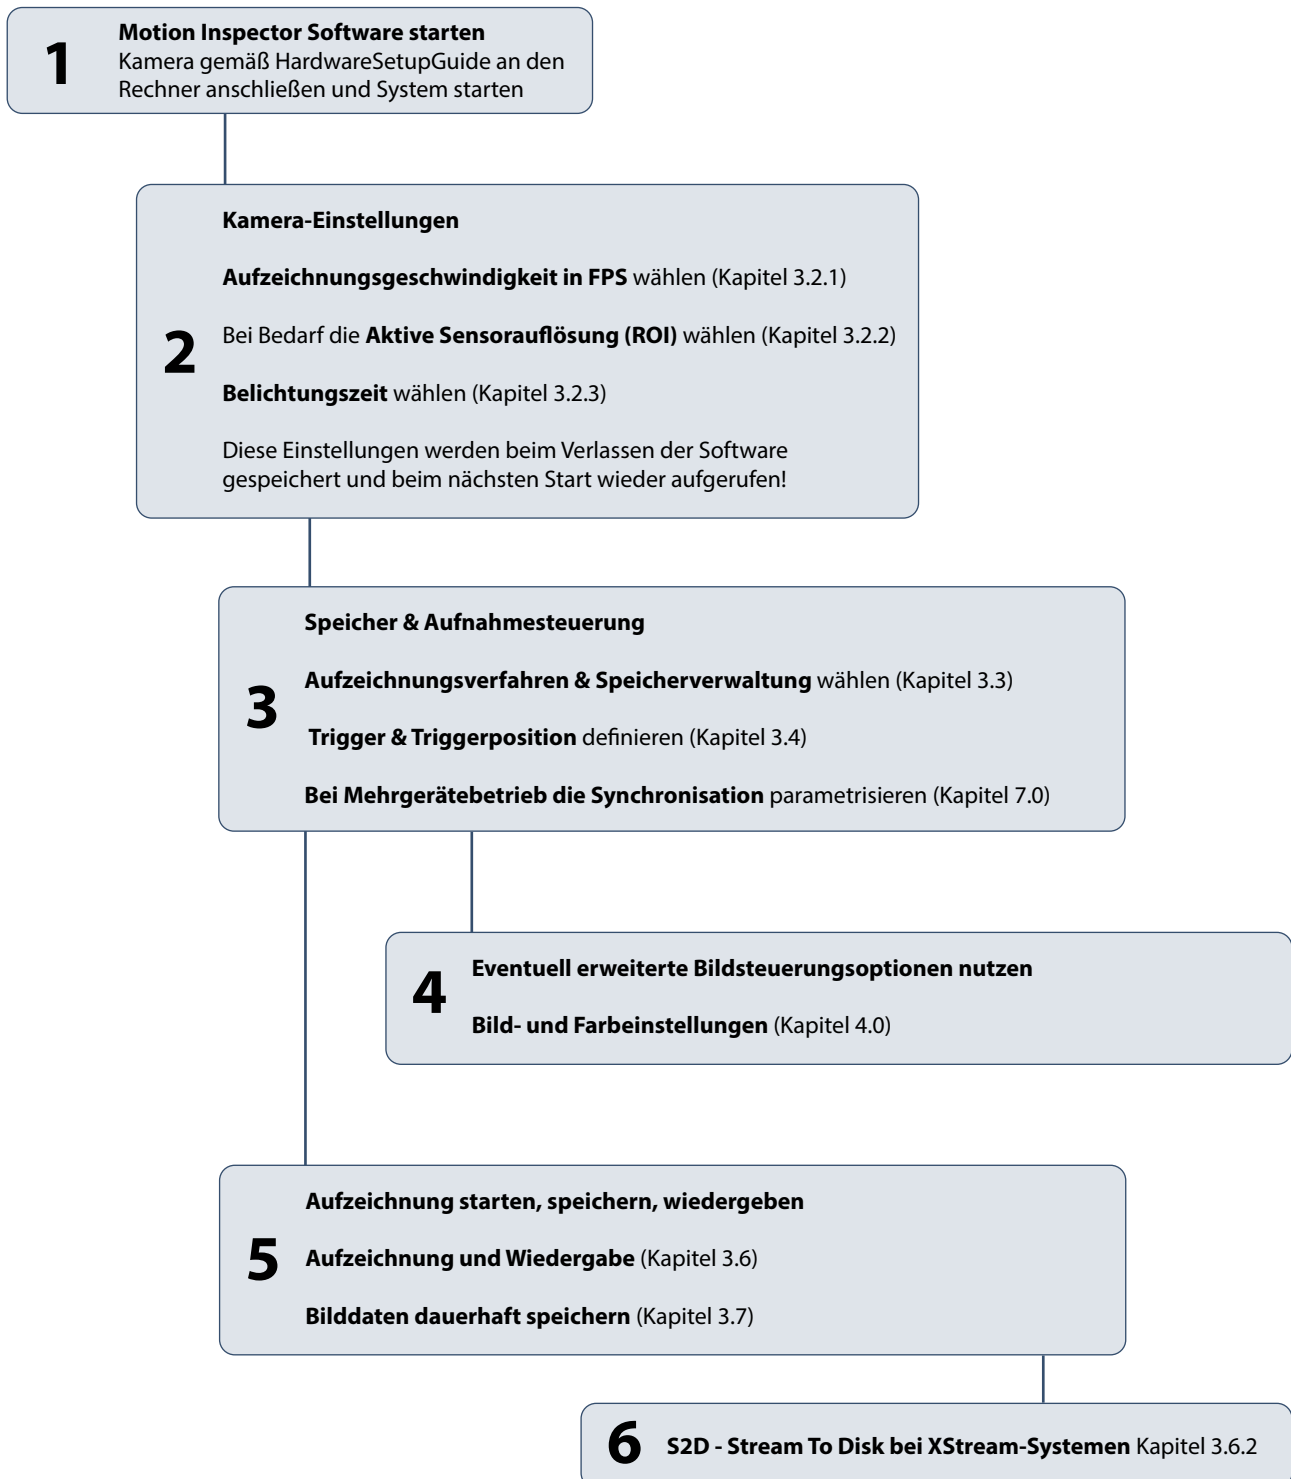 1
Motion Inspector Software starten
Kamera gemäß HardwareSetupGuide an den
Rechner anschließen und System starten
2
Kamera-Einstellungen
Aufzeichnungsgeschwindigkeit in FPS wählen (Kapitel 3.2.1)
Bei Bedarf die Aktive Sensorauflösung (ROI) wählen (Kapitel 3.2.2)
Belichtungszeit wählen (Kapitel 3.2.3)
Diese Einstellungen werden beim Verlassen der Software
gespeichert und beim nächsten Start wieder aufgerufen!
3
Speicher & Aufnahmesteuerung
Aufzeichnungsverfahren & Speicherverwaltung wählen (Kapitel 3.3)
Trigger & Triggerposition definieren (Kapitel 3.4)
Bei Mehrgerätebetrieb die Synchronisation parametrisieren (Kapitel 7.0)
4
Eventuell erweiterte Bildsteuerungsoptionen nutzen
Bild- und Farbeinstellungen (Kapitel 4.0)
5
Aufzeichnung starten, speichern, wiedergeben
Aufzeichnung und Wiedergabe (Kapitel 3.6)
Bilddaten dauerhaft speichern (Kapitel 3.7)
6
S2D - Stream To Disk bei XStream-Systemen Kapitel 3.6.2